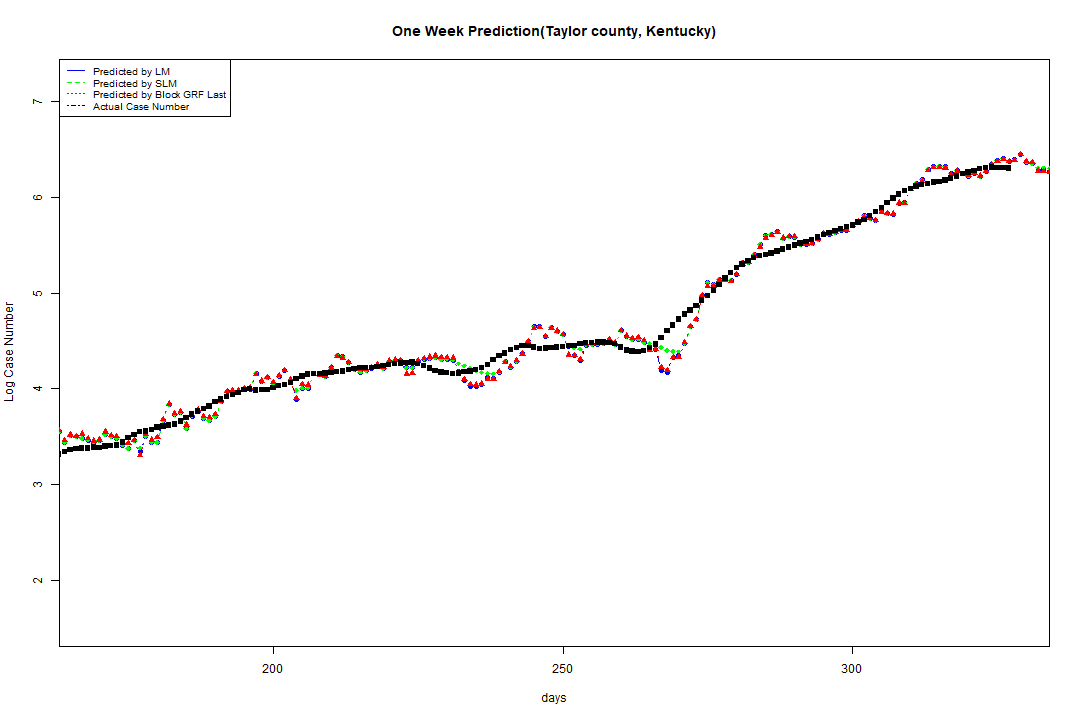 One Week Prediction(Taylor county, Kentucky)
Predicted by LM
Predicted by SLM
Predicted by Block GRF Last
Actual Case Number
7
6
5
4
3
2
Log Case Number
200 250 300
days